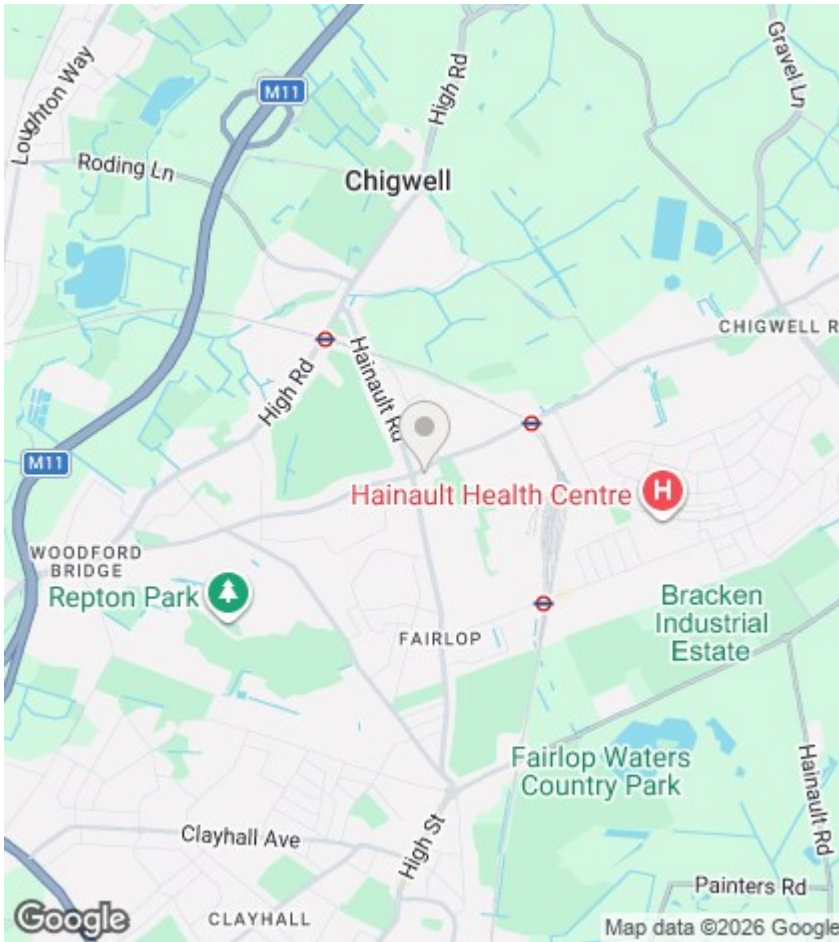 Loughton Way
M11
High Rd
Gravel Ln
Roding Ln
Chigwell
CHIGWELL R
High Rd
Hainault Rd
M11
Hainault Health Centre
H
WOODFORD
BRIDGE
Repton Park
Bracken
Industrial
Estate
FAIRLOP
Fairlop Waters
Country Park
Hainault Rd
Clayhall Ave
High St
Painters Rd
CLAYHALL
Google
Map data ©2026 Google